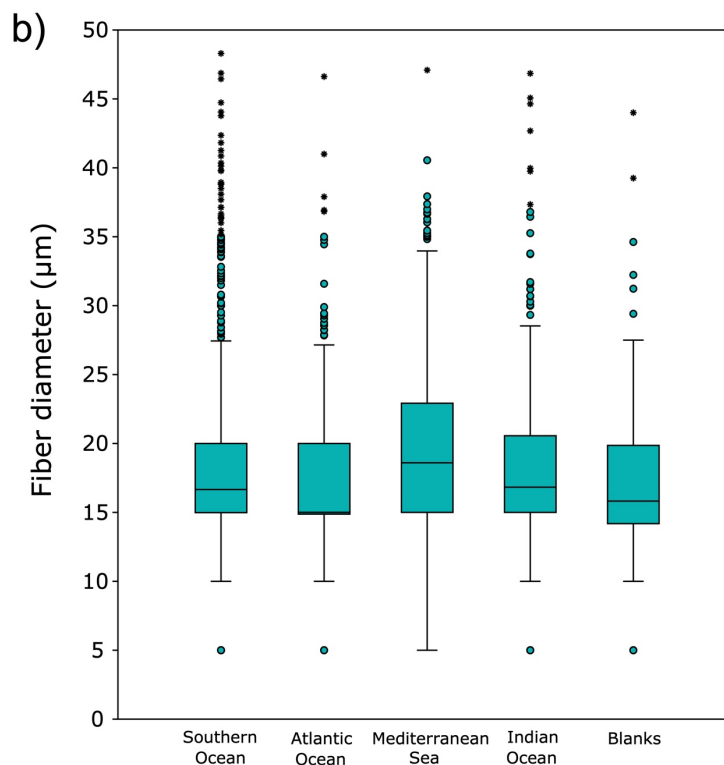 b)
Fiber diameter (µm)
50
45
40
35
30
25
20
15
10
5
0
Southern
Ocean
Atlantic
Ocean
Mediterranean
Sea
Indian
Ocean
Blanks